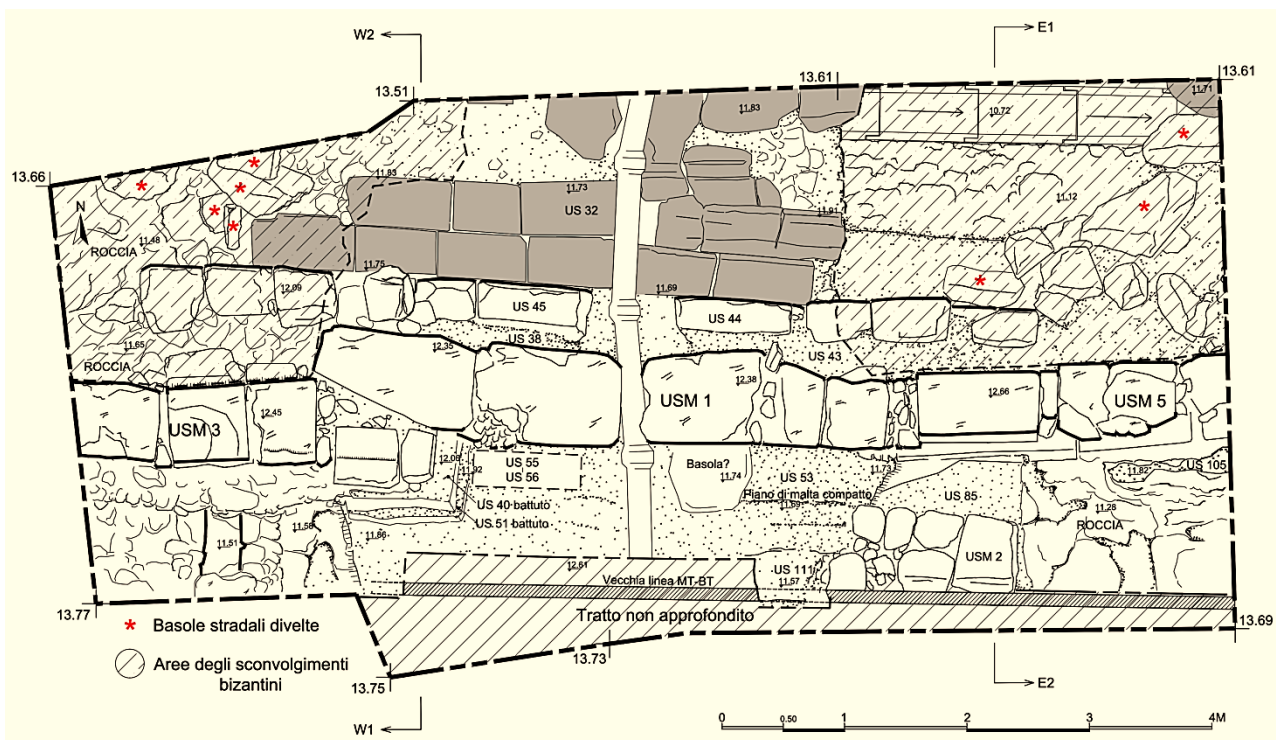 W2
E1
13.51
13.61
13.61
11.83
11.71
10.72
13.66
N
11.83
11.73
US 32
11.91
11.12
11.48
ROCCIA
11.75
11.69
12.09
US 45
US 44
US 38
US 43
11.65
ROCCIA
12.35
12.38
12.66
USM 1
USM 5
12.45
USM 3
12.06
11.92
US 55
US 56
Basola?
11.74
US 53
11.73
US 105
11.82
Piano di malta compatto
11.69
US 85
US 40 battuto
US 51 battuto
11.28
ROCCIA
11.58
11.51
11.66
12.61
US 111
11.57
USM 2
Vecchia linea MT-BT
Tratto non approfondito
13.77
13.69
* Basole stradali divelte
13.73
Aree degli sconvolgimenti
bizantini
13.75
E2
W1
0 0.50 1 2 3 4M